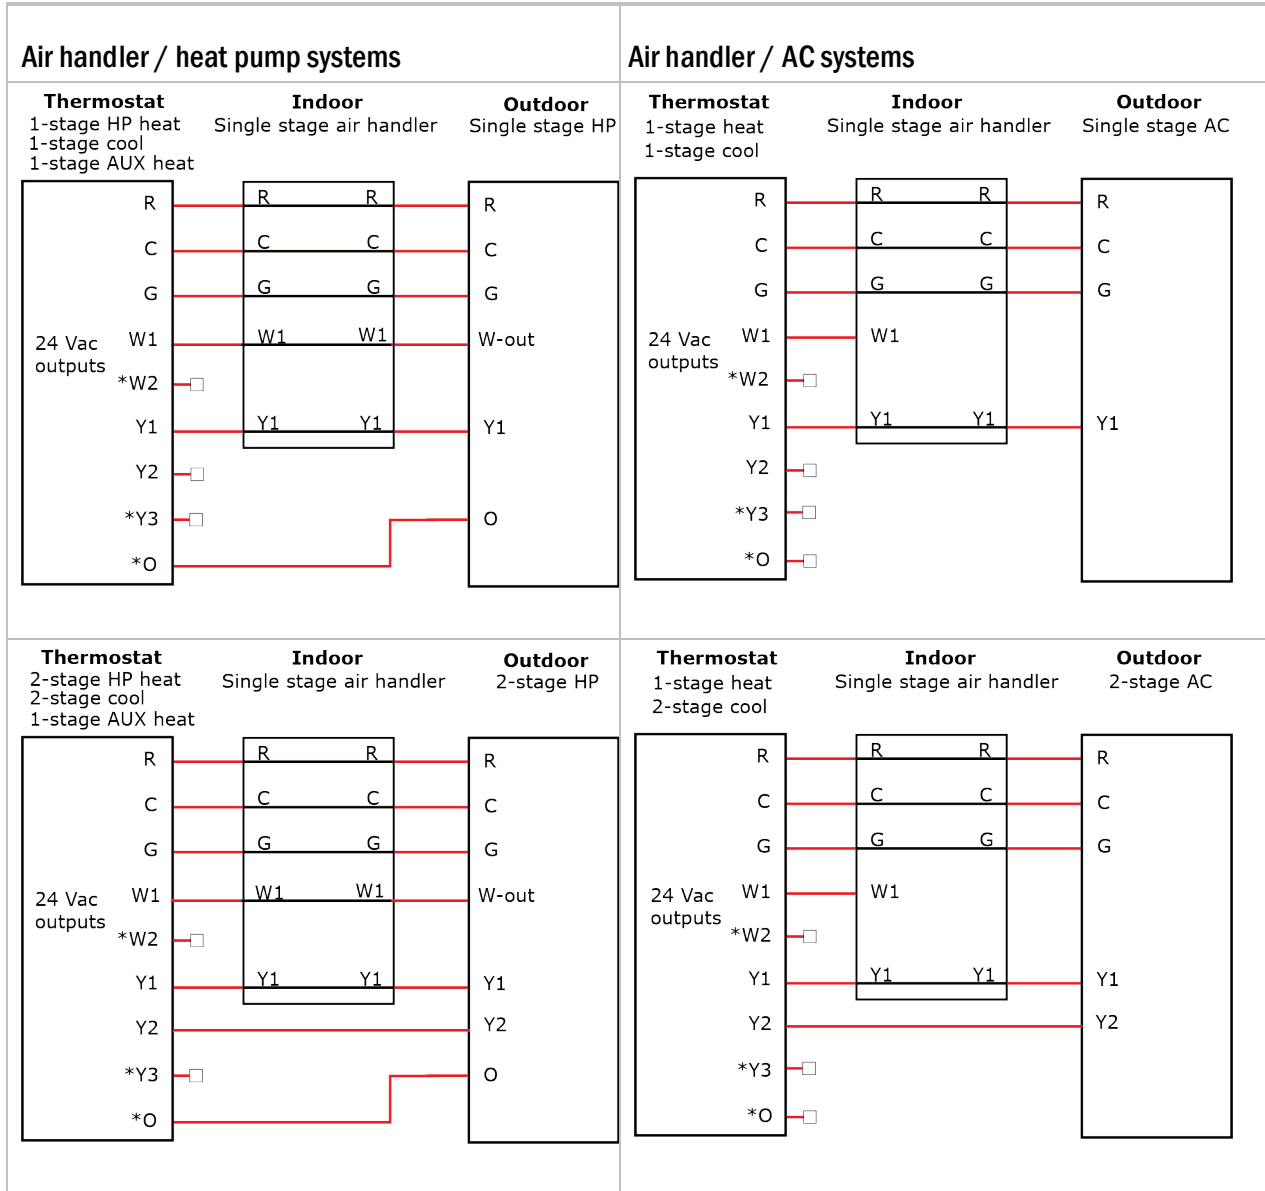 Air handler / heat pump systems
Air handler / AC systems
Thermostat
1-stage HP heat
1-stage cool
1-stage AUX heat
Indoor
Single stage air handler
Outdoor
Single stage HP
R
C
G
W1
*W2
Y1
Y2
*Y3
*O
24 Vac
outputs
R R
C C
G G
W1 W1
Y1 Y1
R
C
G
W-out
Y1
O
Thermostat
1-stage heat
1-stage cool
Indoor
Single stage air handler
Outdoor
Single stage AC
R
C
G
W1
*W2
Y1
Y2
*Y3
*O
24 Vac
outputs
R R
C C
G G
W1
Y1 Y1
R
C
G
Y1
Thermostat
2-stage HP heat
2-stage cool
1-stage AUX heat
Indoor
Single stage air handler
Outdoor
2-stage HP
R
C
G
W1
*W2
Y1
Y2
*Y3
*O
24 Vac
outputs
R R
C C
G G
W1 W1
Y1 Y1
R
C
G
W-out
Y1
Y2
O
Thermostat
1-stage heat
2-stage cool
Indoor
Single stage air handler
Outdoor
2-stage AC
R
C
G
W1
*W2
Y1
Y2
*Y3
*O
24 Vac
outputs
R R
C C
G G
W1
Y1 Y1
R
C
G
Y1
Y2